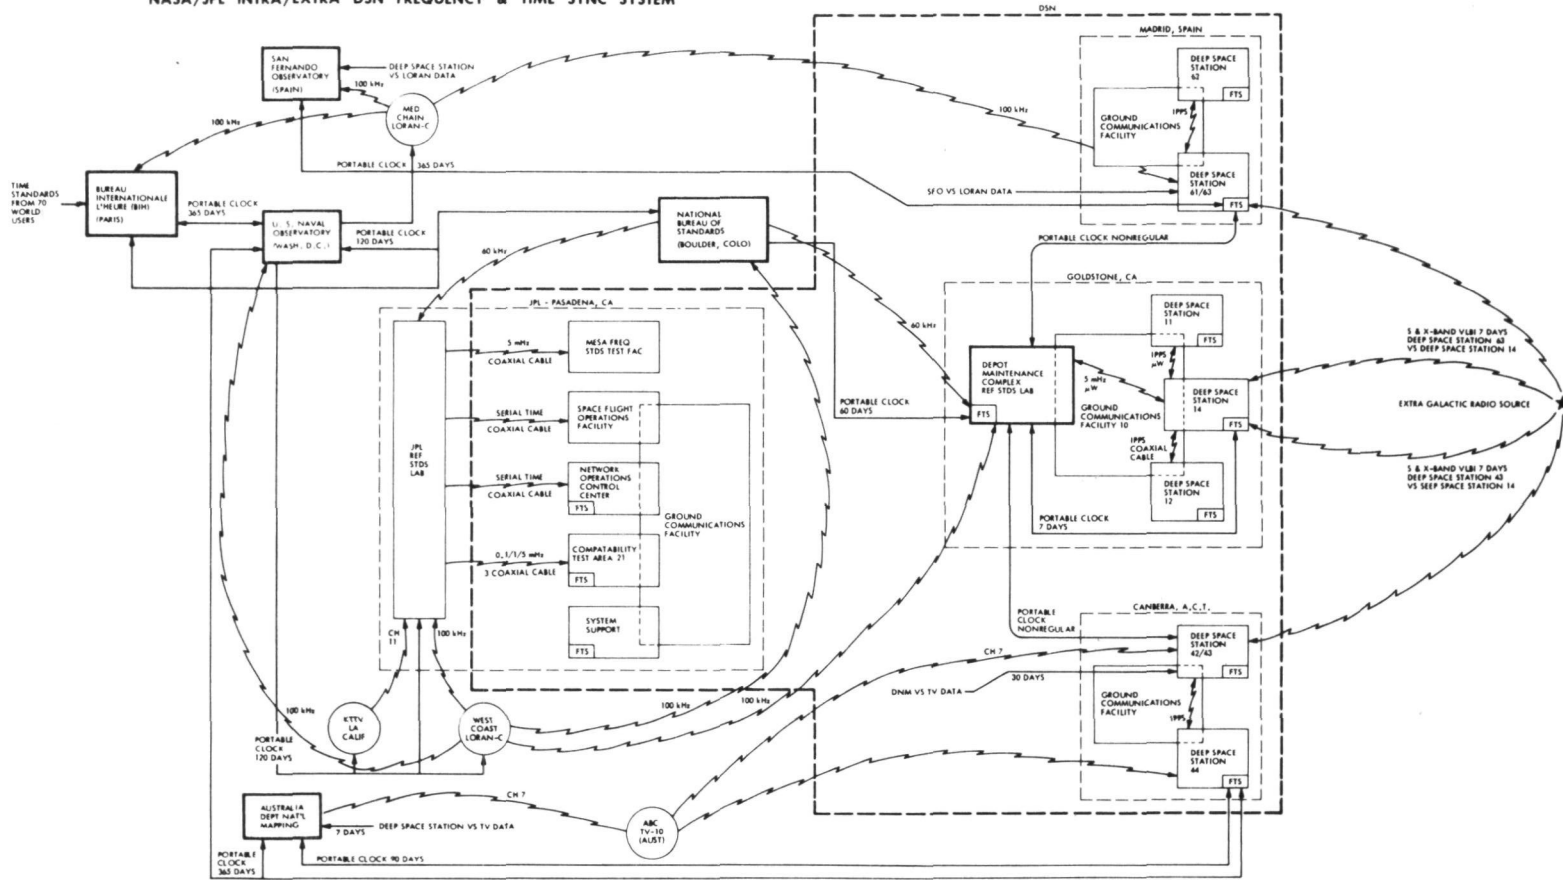 NASA/JPL INTRA/EXTRA DSN FREQUENCY & TIME SYNC SYSTEM
DSN
MADRID, SPAIN
SAN
FERNANDO
OBSERVATORY
(SPAIN)
DEEP SPACE STATION
VS LORAN DATA
100 kHz
MED
CHAIN
LORAN-C
100 kHz
100 kHz
DEEP SPACE
STATION
62
FTS
GROUND
COMMUNICATIONS
FACILITY
1PPS
DEEP SPACE
STATION
61/63
FTS
SFO VS LORAN DATA
PORTABLE CLOCK 365 DAYS
TIME
STANDARDS
FROM 70
WORLD
USERS
BUREAU
INTERNATIONALE
L'HEURE (BIH)
(PARIS)
PORTABLE CLOCK
365 DAYS
U. S. NAVAL
OBSERVATORY
(WASH, D.C.)
PORTABLE CLOCK
120 DAYS
NATIONAL
BUREAU OF
STANDARDS
(BOULDER, COLO)
60 kHz
PORTABLE CLOCK NONREGULAR
GOLDSTONE, CA
JPL - PASADENA, CA
JPL
REF
STDS
LAB
5 mHz
COAXIAL CABLE
MESA FREQ
STDS TEST FAC
SERIAL TIME
COAXIAL CABLE
SPACE FLIGHT
OPERATIONS
FACILITY
SERIAL TIME
COAXIAL CABLE
NETWORK
OPERATIONS
CONTROL
CENTER
FTS
GROUND
COMMUNICATIONS
FACILITY
0.1/1/5 mHz
3 COAXIAL CABLE
COMPATABILITY
TEST AREA 21
FTS
SYSTEM
SUPPORT
FTS
60 kHz
PORTABLE CLOCK
60 DAYS
DEPOT
MAINTENANCE
COMPLEX
REF STDS LAB
FTS
DEEP SPACE
STATION
11
FTS
1PPS
μW
5 mHz
μW
DEEP SPACE
STATION
14
FTS
GROUND
COMMUNICATIONS
FACILITY 10
1PPS
COAXIAL
CABLE
DEEP SPACE
STATION
12
FTS
PORTABLE CLOCK
7 DAYS
S & X-BAND VLBI 7 DAYS
DEEP SPACE STATION 63
VS DEEP SPACE STATION 14
EXTRA GALACTIC RADIO SOURCE
S & X-BAND VLBI 7 DAYS
DEEP SPACE STATION 43
VS SEEP SPACE STATION 14
PORTABLE
CLOCK
NONREGULAR
CANBERRA, A.C.T.
DEEP SPACE
STATION
42/43
FTS
CH 7
DNM VS TV DATA
30 DAYS
GROUND
COMMUNICATIONS
FACILITY
1PPS
DEEP SPACE
STATION
44
FTS
CH
11
100 kHz
KTTV
LA
CALIF
WEST
COAST
LORAN-C
100 kHz
100 kHz
100 kHz
PORTABLE
CLOCK
120 DAYS
AUSTRALIA
DEPT NAT'L
MAPPING
CH 7
7 DAYS
DEEP SPACE STATION VS TV DATA
ABC
TV-10
(AUST)
PORTABLE
CLOCK
365 DAYS
PORTABLE CLOCK 90 DAYS